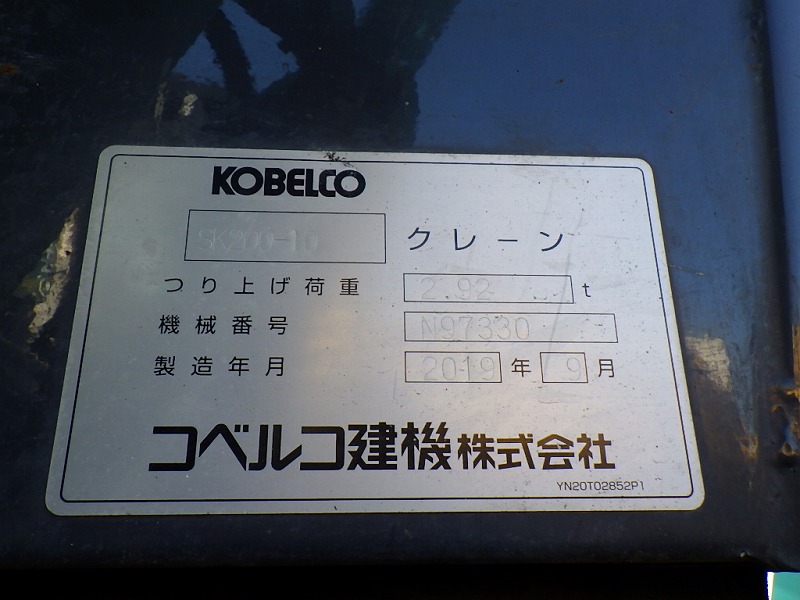 KOBELCO
SK200-10 クレーン
つり上げ荷重 2.92 t
機械番号 N97330
製造年月 2019 年 9 月
コベルコ建機株式会社
YN20T02852P1